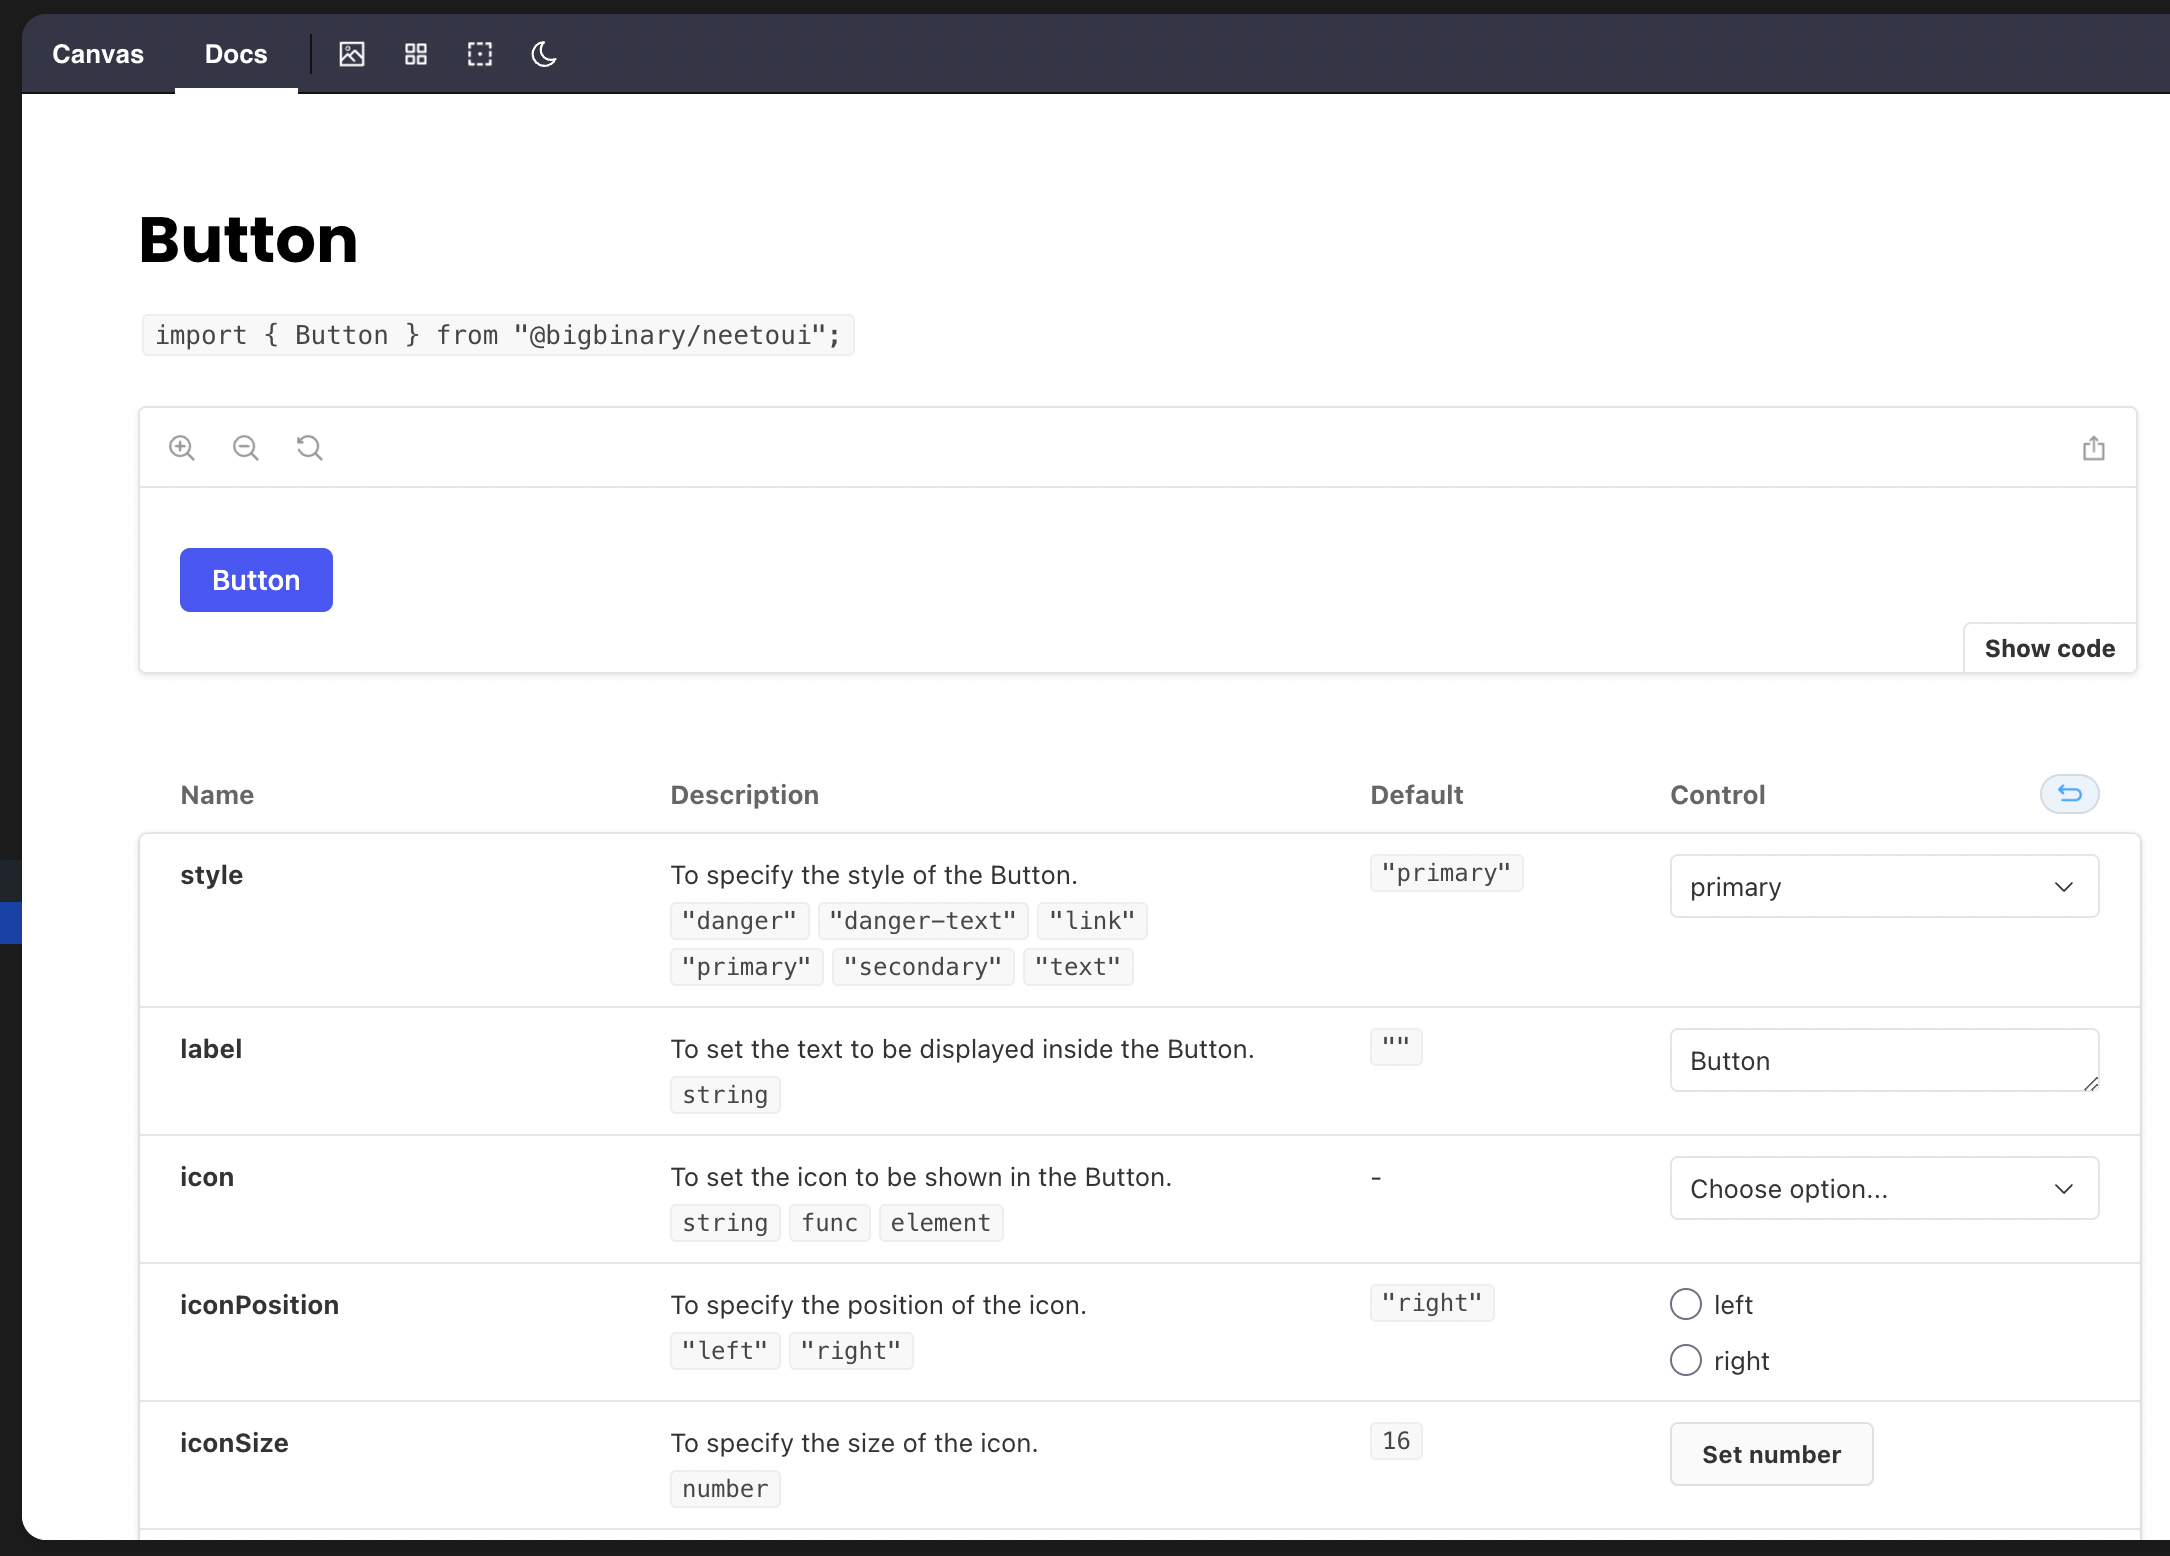 Canvas Docs
Button
import { Button } from "@bigbinary/neetoui";
Button
Show code
Name Description Default Control
style To specify the style of the Button. "primary" primary
"danger" "danger-text" "link"
"primary" "secondary" "text"
label To set the text to be displayed inside the Button. "" Button
string
icon To set the icon to be shown in the Button. - Choose option...
string func element
iconPosition To specify the position of the icon. "right" left
"left" "right" right
iconSize To specify the size of the icon. 16 Set number
number